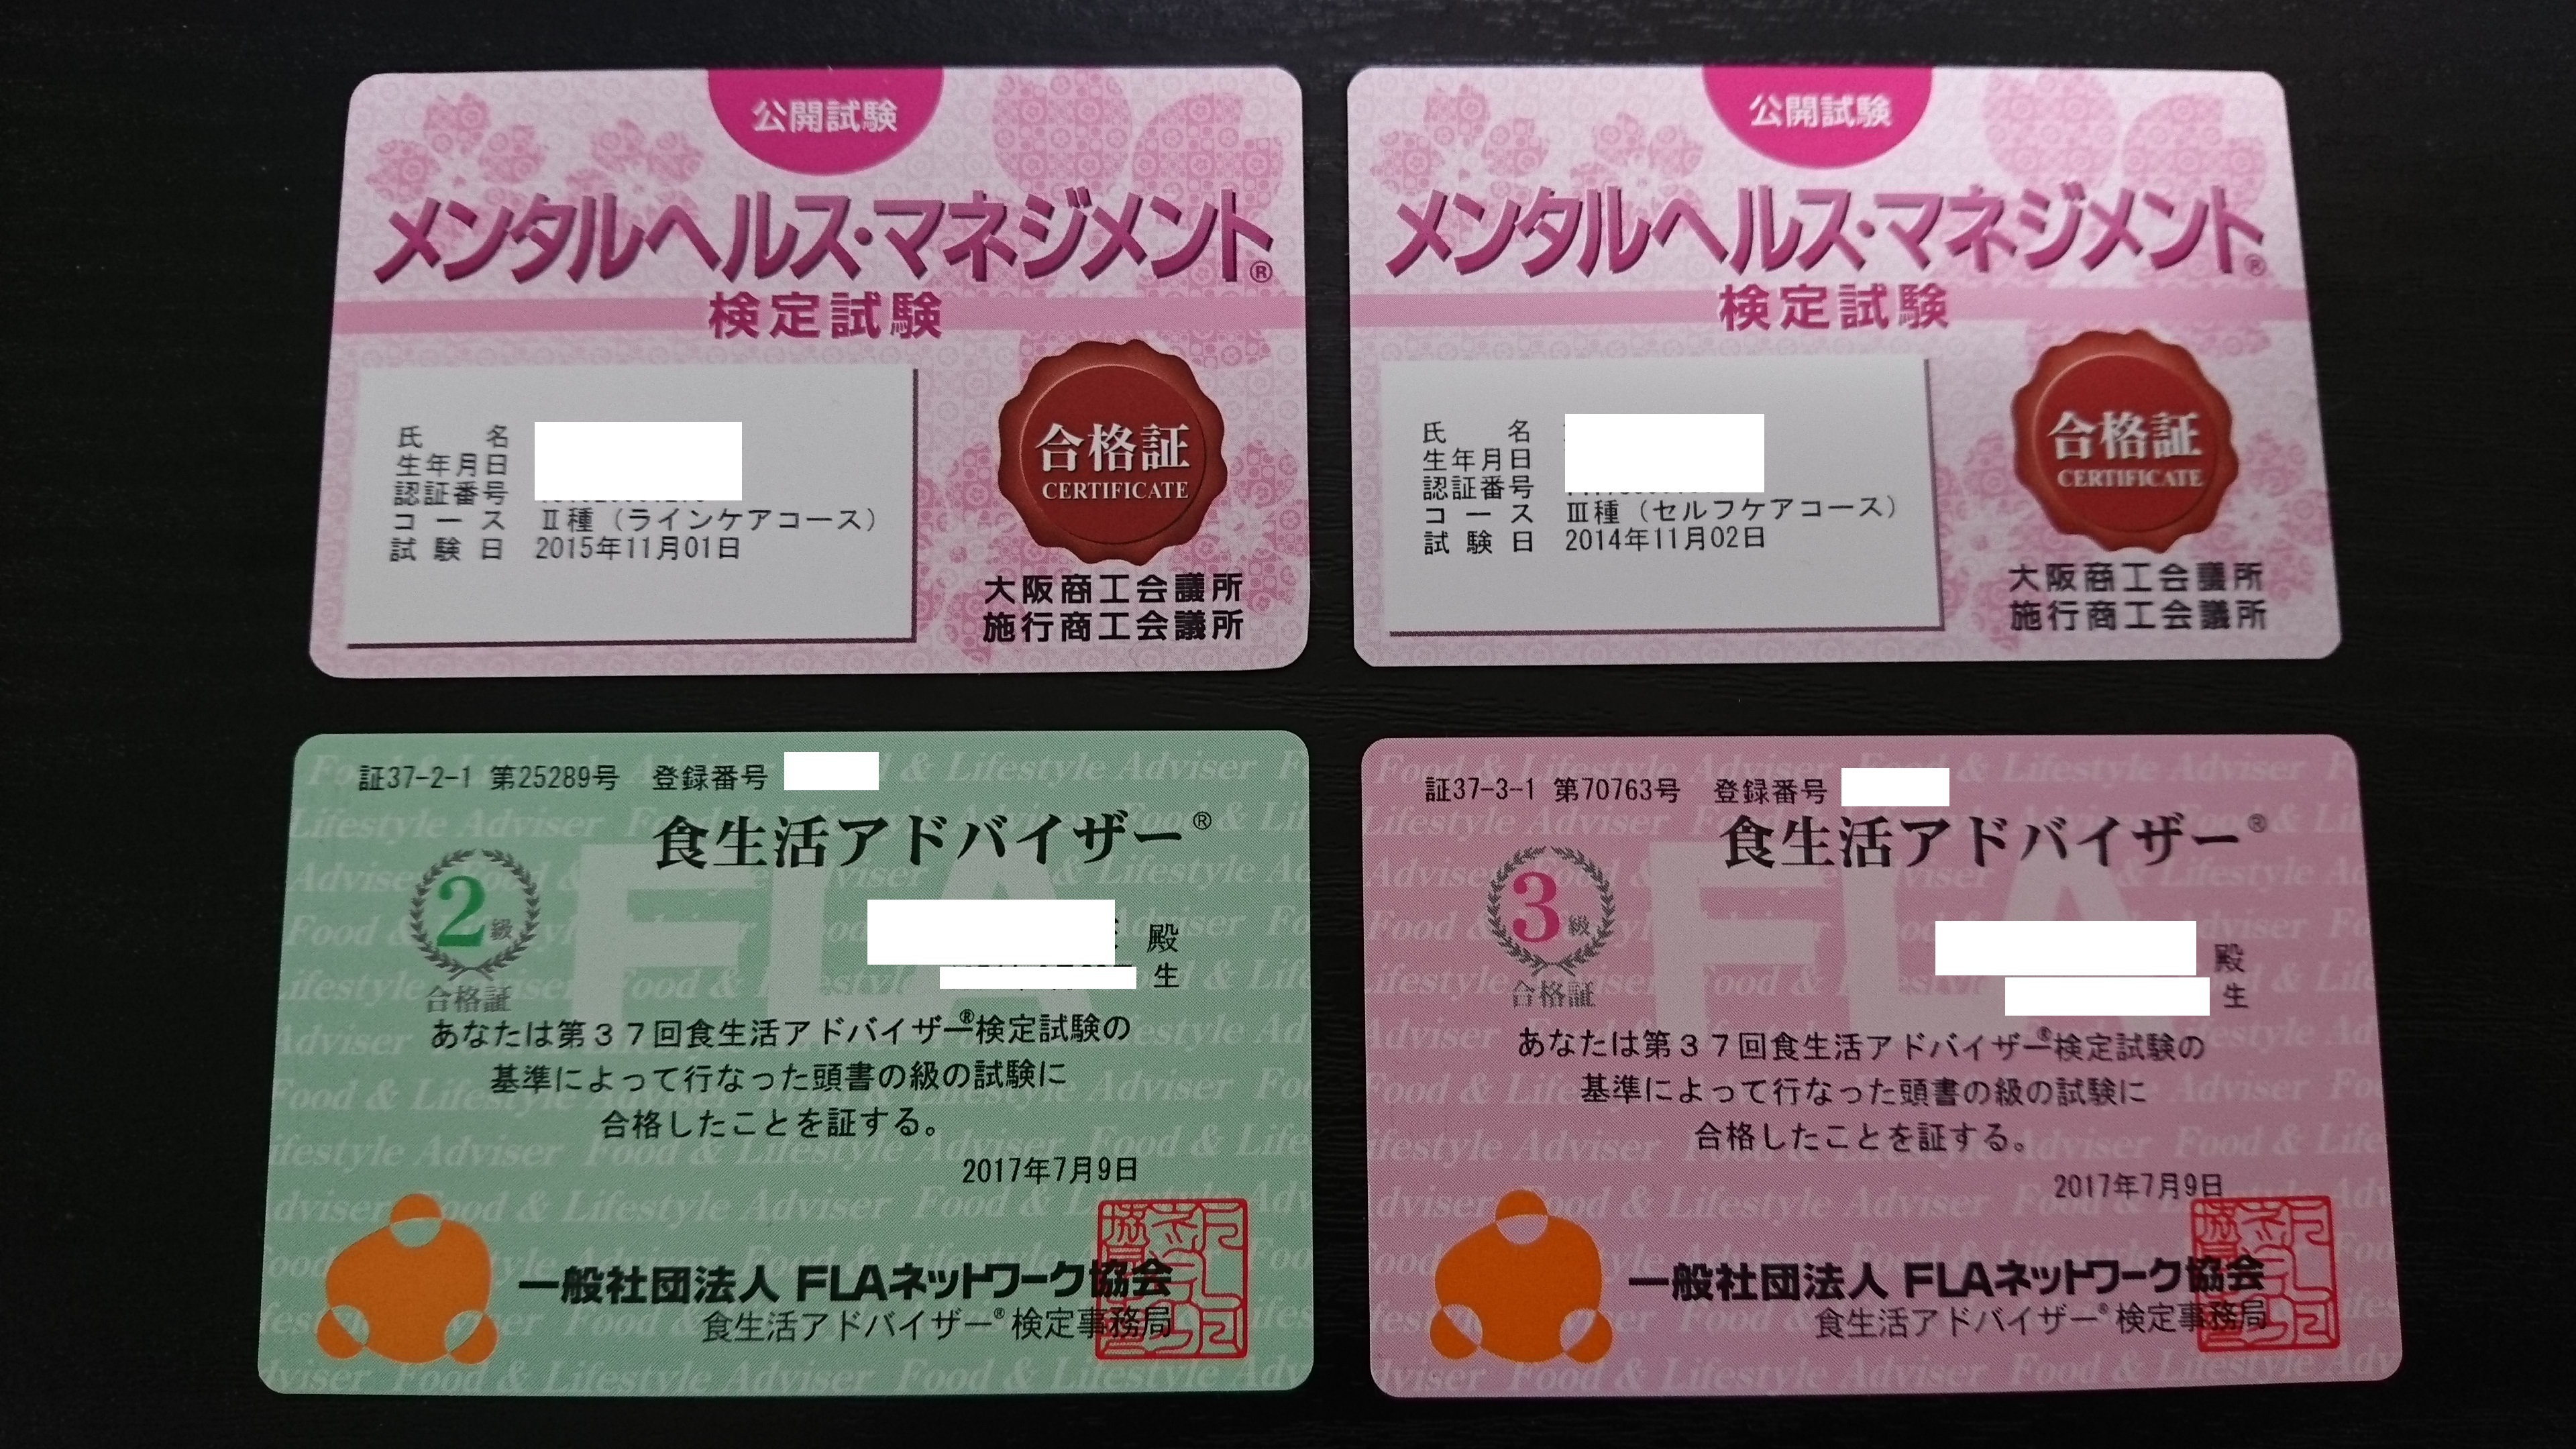 公開試験
メンタルヘルス・マネジメント®
検定試験
氏名
生年月日
認証番号
コース Ⅱ種（ラインケアコース）
試験日 2015年11月01日
合格証
CERTIFICATE
大阪商工会議所
施行商工会議所
公開試験
メンタルヘルス・マネジメント®
検定試験
氏名
生年月日
認証番号
コース Ⅲ種（セルフケアコース）
試験日 2014年11月02日
合格証
CERTIFICATE
大阪商工会議所
施行商工会議所
証37-2-1 第25289号 登録番号
食生活アドバイザー®
2級
合格証
殿
生
あなたは第37回食生活アドバイザー®検定試験の
基準によって行なった頭書の級の試験に
合格したことを証する。
2017年7月9日
FLA
Food & Lifestyle Adviser
一般社団法人 FLAネットワーク協会
食生活アドバイザー®検定事務局
証37-3-1 第70763号 登録番号
食生活アドバイザー®
3級
合格証
殿
生
あなたは第37回食生活アドバイザー®検定試験の
基準によって行なった頭書の級の試験に
合格したことを証する。
2017年7月9日
FLA
Food & Lifestyle Adviser
一般社団法人 FLAネットワーク協会
食生活アドバイザー®検定事務局